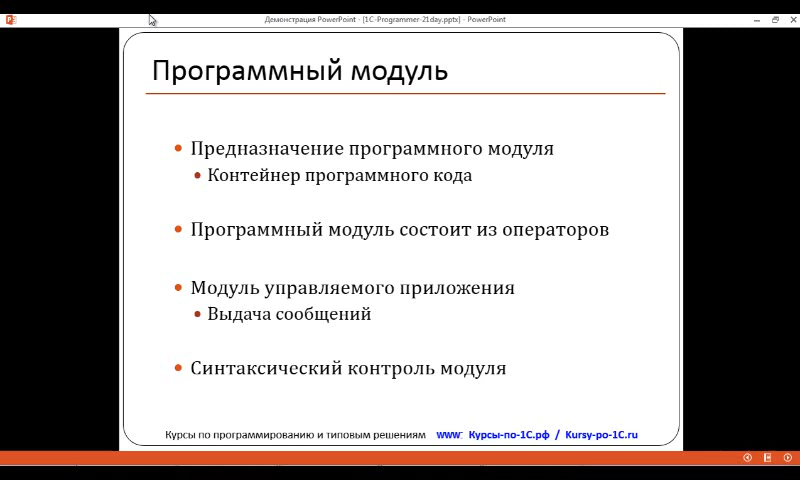 Демонстрация PowerPoint - [1C-Programmer-21day.pptx] - PowerPoint
Программный модуль
Предназначение программного модуля
Контейнер программного кода
Программный модуль состоит из операторов
Модуль управляемого приложения
Выдача сообщений
Синтаксический контроль модуля
Курсы по программированию и типовым решениям www: Курсы-по-1С.рф / Kursy-po-1C.ru